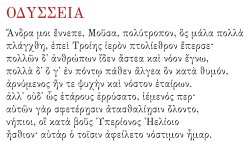 ΟΔΥΣΣΕΙΑ
Ἄνδρα μοι ἔννεπε, Μοῦσα, πολύτροπον, ὃς μάλα πολλὰ
πλάγχθη, ἐπεὶ Τροίης ἱερὸν πτολίεθρον ἔπερσε·
πολλῶν δ᾽ ἀνθρώπων ἴδεν ἄστεα καὶ νόον ἔγνω,
πολλὰ δ᾽ ὅ γ᾽ ἐν πόντῳ πάθεν ἄλγεα ὃν κατὰ θυμόν,
ἀρνύμενος ἥν τε ψυχὴν καὶ νόστον ἑταίρων.
ἀλλ᾽ οὐδ᾽ ὧς ἑτάρους ἐρρύσατο, ἱέμενός περ·
αὐτῶν γὰρ σφετέρῃσιν ἀτασθαλίῃσιν ὄλοντο,
νήπιοι, οἳ κατὰ βοῦς Ὑπερίονος Ἠελίοιο
ἤσθιον· αὐτὰρ ὁ τοῖσιν ἀφείλετο νόστιμον ἦμαρ.